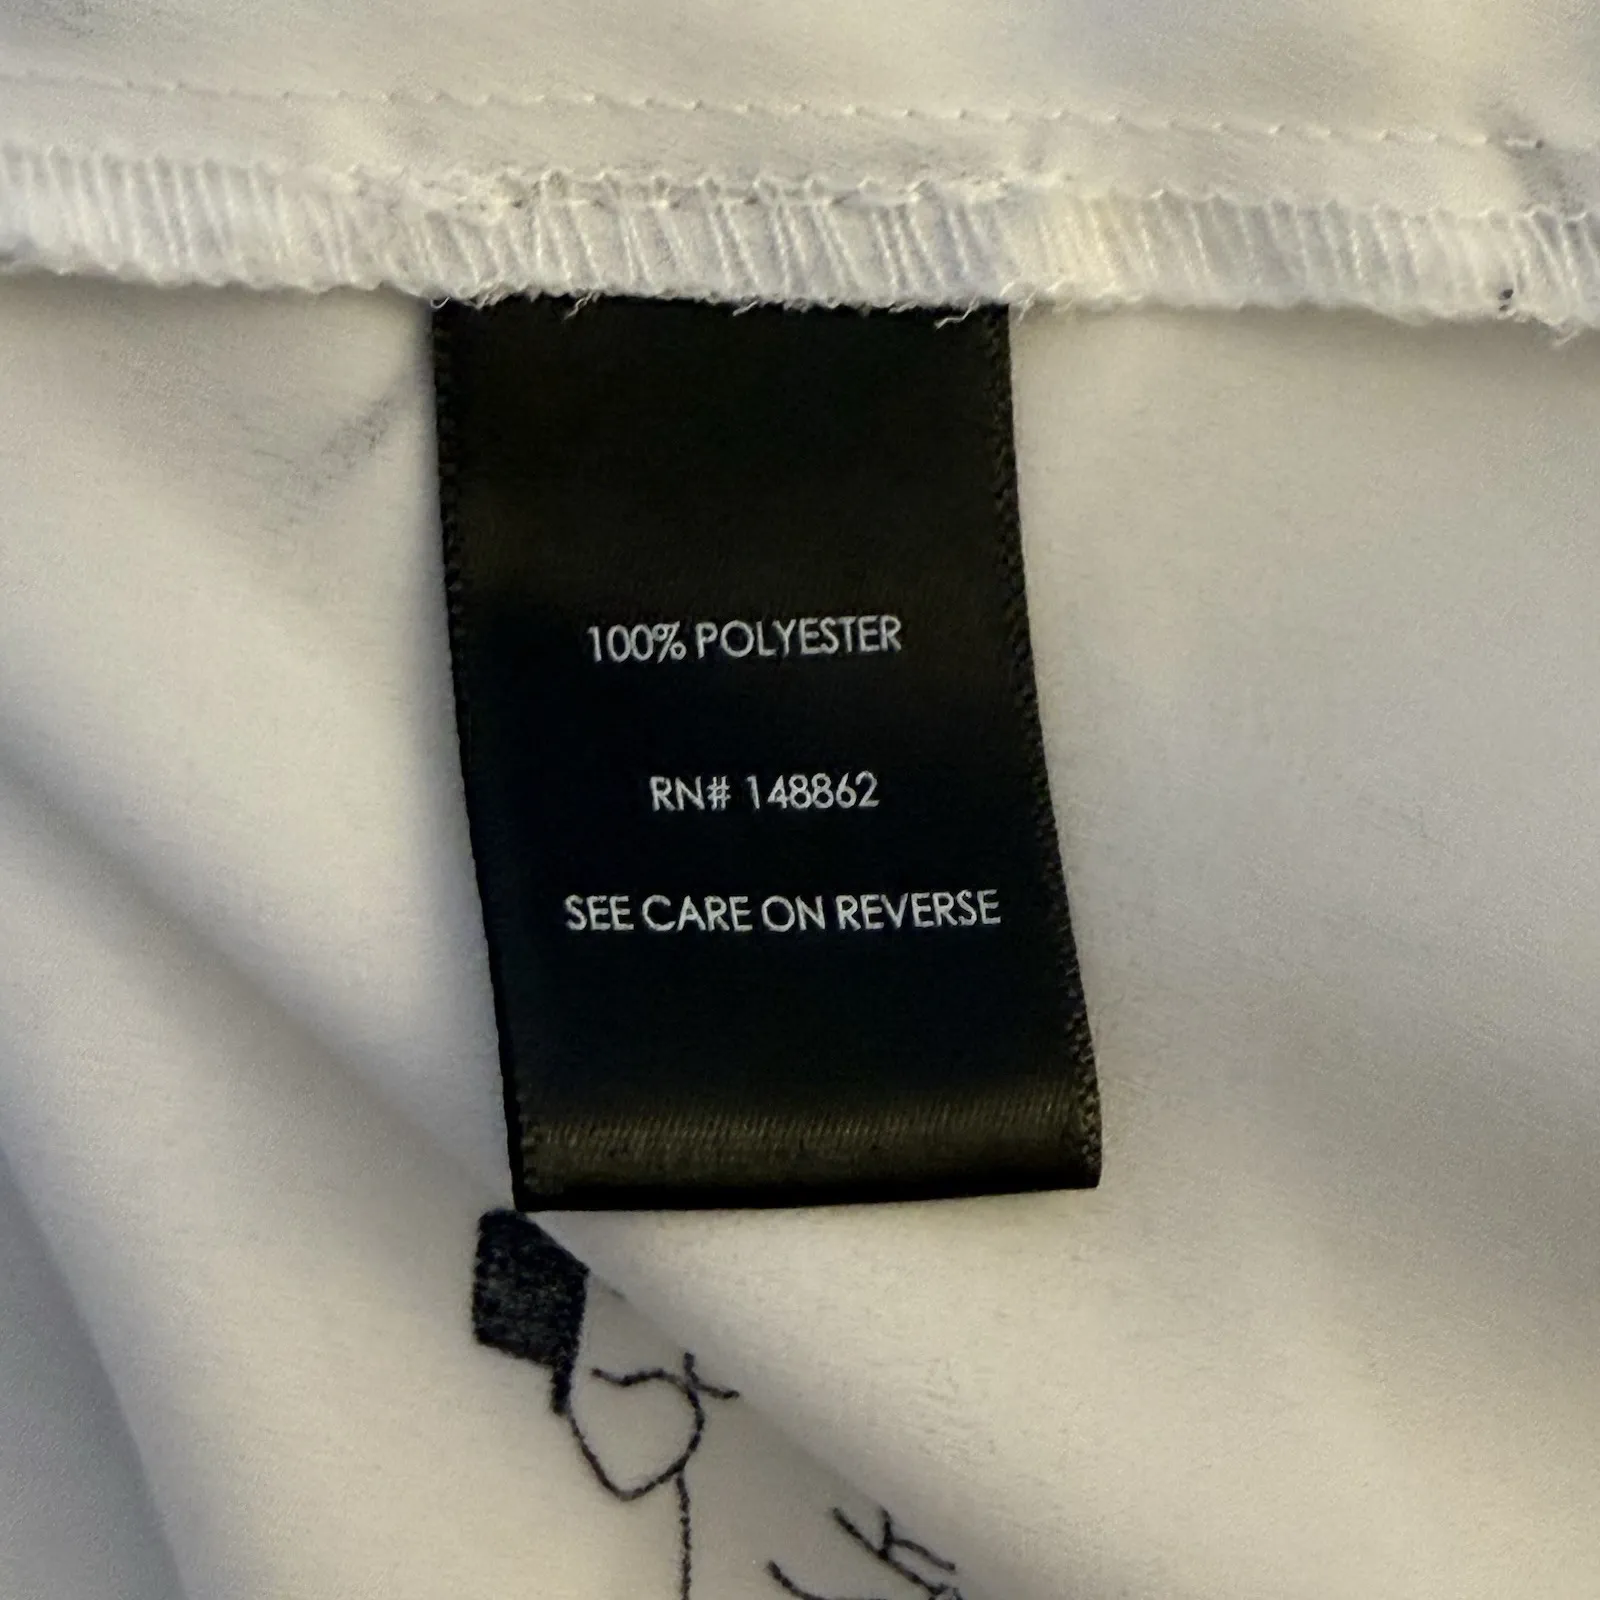 100% POLYESTER
RN# 148862
SEE CARE ON REVERSE